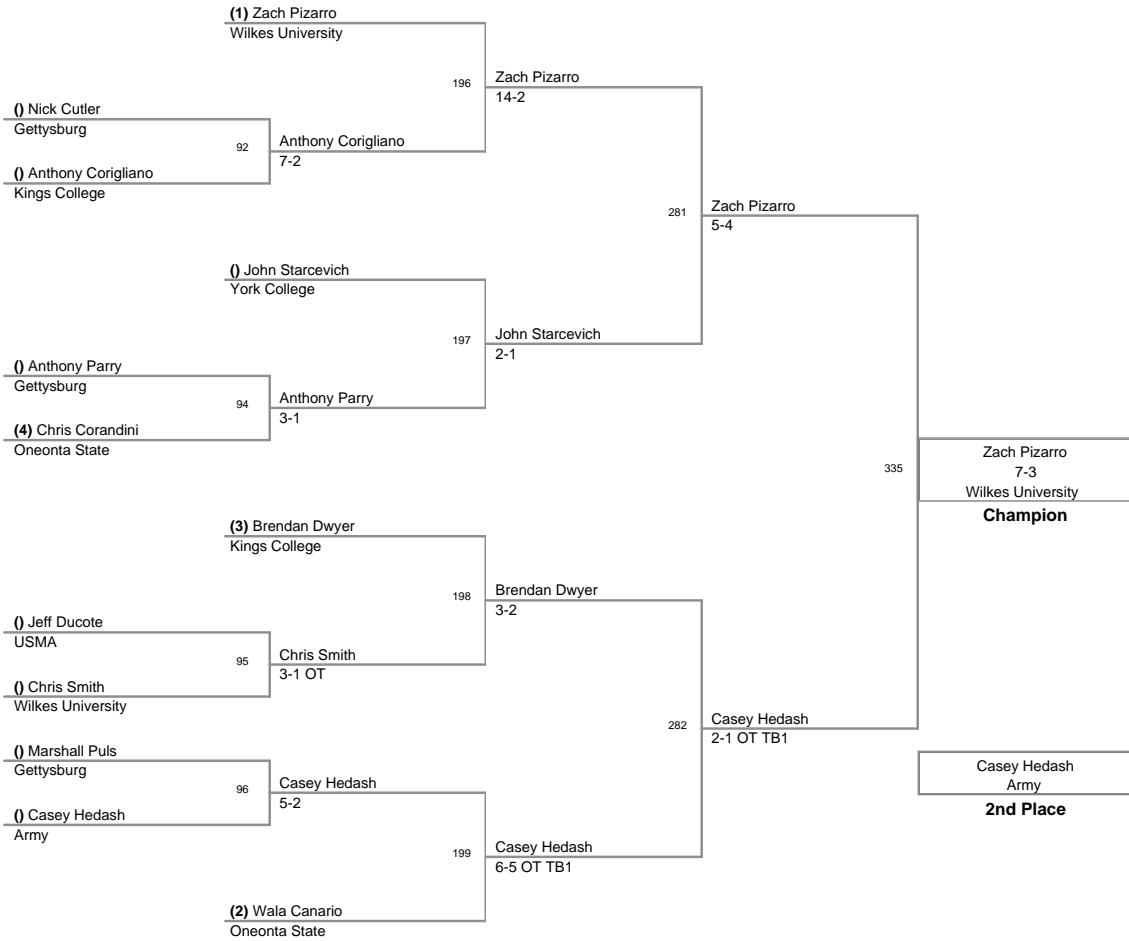 (1) Zach Pizarro
Wilkes University
196
Zach Pizarro
14-2
() Nick Cutler
Gettysburg
92
Anthony Corigliano
7-2
() Anthony Corigliano
Kings College
281
Zach Pizarro
5-4
() John Starcevich
York College
197
John Starcevich
2-1
() Anthony Parry
Gettysburg
94
Anthony Parry
3-1
(4) Chris Corandini
Oneonta State
335
Zach Pizarro
7-3
Wilkes University
Champion
(3) Brendan Dwyer
Kings College
198
Brendan Dwyer
3-2
() Jeff Ducote
USMA
95
Chris Smith
3-1 OT
() Chris Smith
Wilkes University
282
Casey Hedash
2-1 OT TB1
() Marshall Puls
Gettysburg
96
Casey Hedash
5-2
() Casey Hedash
Army
Casey Hedash
Army
2nd Place
199
Casey Hedash
6-5 OT TB1
(2) Wala Canario
Oneonta State